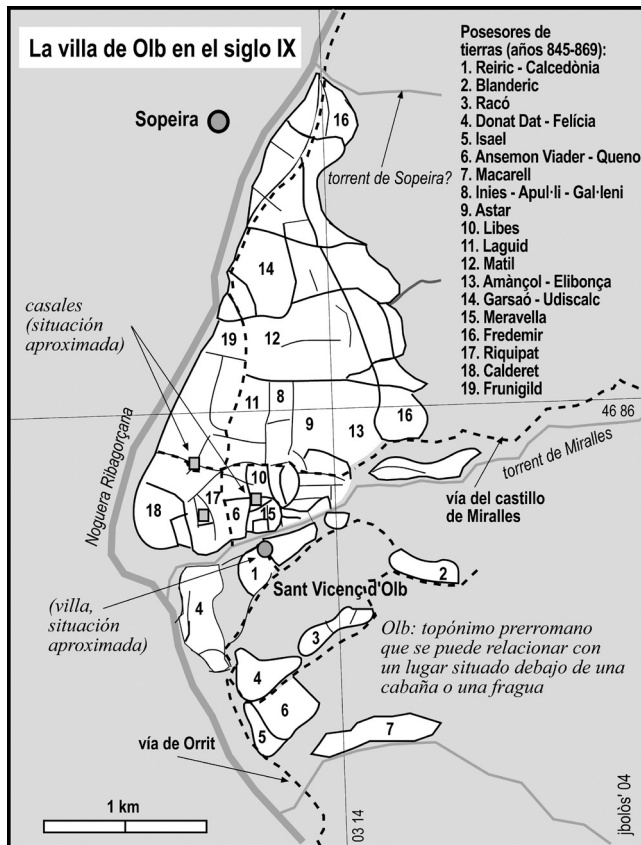 La villa de Olb en el siglo IX
Posesores de
tierras (años 845-869):
1. Reiric - Calcedònia
2. Blanderic
3. Racó
4. Donat Dat - Felícia
5. Isael
6. Ansemon Viader - Queno
7. Macarell
8. Inies - Apul·li - Gal·leni
9. Astar
10. Libes
11. Laguid
12. Matil
13. Amànçol - Elibonça
14. Garsaó - Udiscalc
15. Meravella
16. Fredemir
17. Riquipat
18. Calderet
19. Frunigild
Sopeira
16
torrent de Sopeira?
14
casales
(situación
aproximada)
19
12
11
8
9
13
16
46 86
Noguera Ribagorçana
torrent de Miralles
vía del castillo
de Miralles
10
17
18
6
15
1
2
Sant Vicenç d'Olb
(villa,
situación
aproximada)
4
3
Olb: topónimo prerromano
que se puede relacionar con
un lugar situado debajo de una
cabaña o una fragua
4
6
5
7
vía de Orrit
1 km
03 14
jbolòs' 04